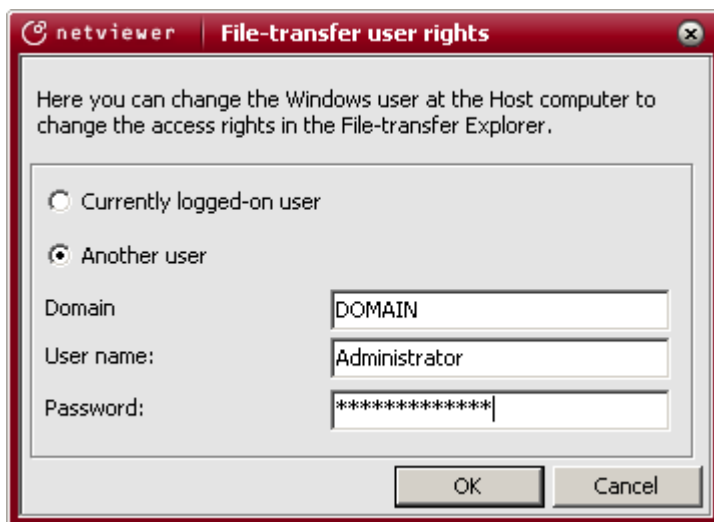 netviewer File-transfer user rights
Here you can change the Windows user at the Host computer to
change the access rights in the File-transfer Explorer.
Currently logged-on user
Another user
Domain DOMAIN
User name: Administrator
Password: *************
OK Cancel